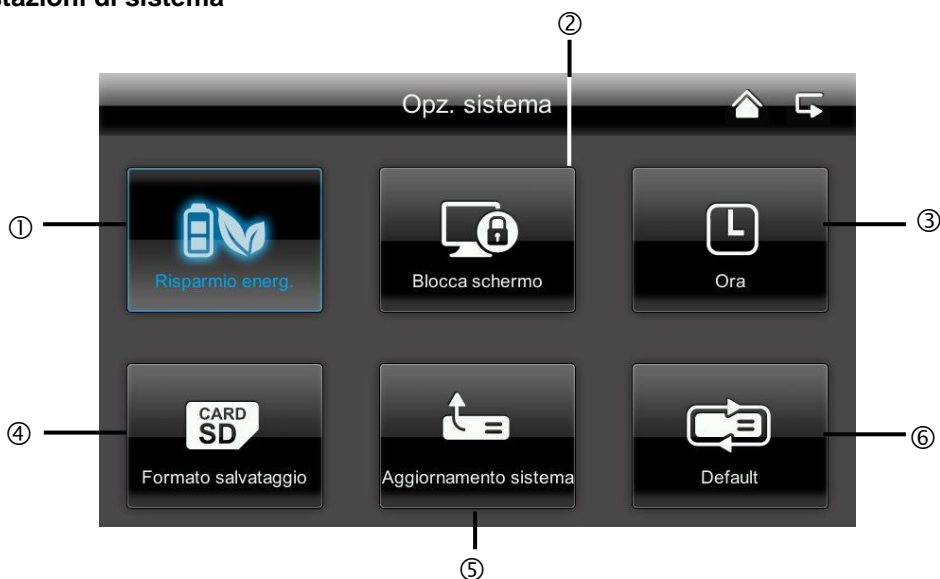 stazioni di sistema
②
Opz. sistema
①
Risparmio energ.
Blocca schermo
Ora
③
④
CARD
SD
Formato salvataggio
Aggiornamento sistema
Default
⑥
⑤